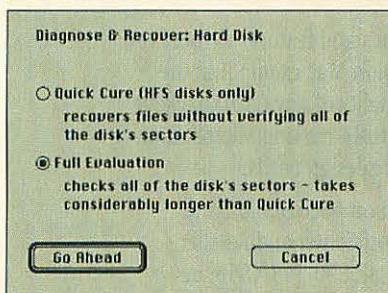 Diagnose & Recover: Hard Disk
Quick Cure (HFS disks only)
recovers files without verifying all of
the disk's sectors
Full Evaluation
checks all of the disk's sectors – takes
considerably longer than Quick Cure
Go Ahead
Cancel